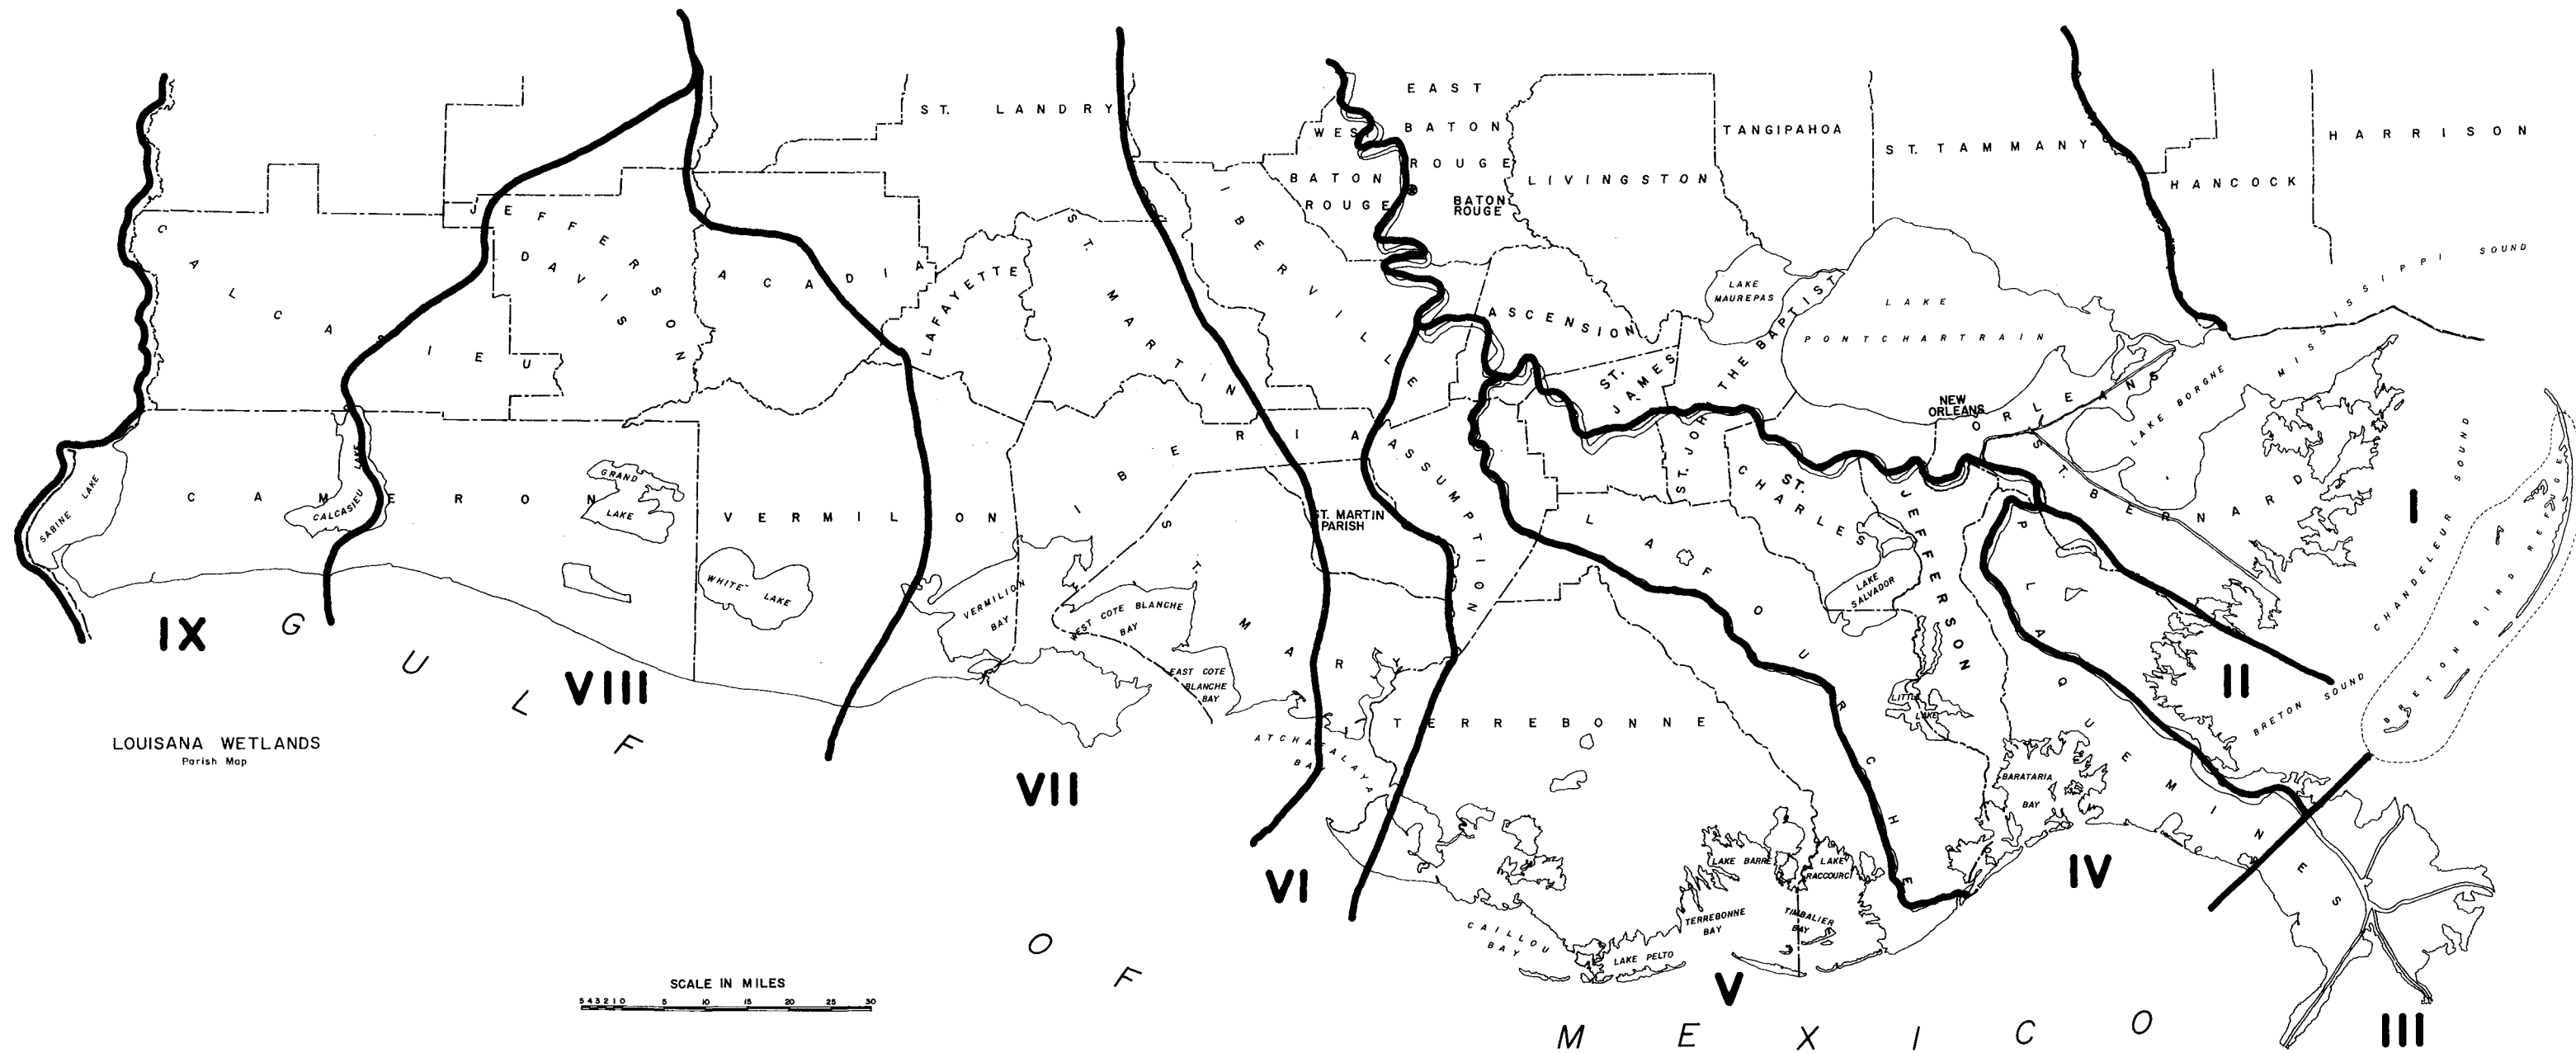 EAST
BATON
ROUGE
WEST
BATON
ROUGE
BATON
ROUGE
ST. LANDRY
TANGIPAHOA
ST. TAMMANY
HARRISON
HANCOCK
LIVINGSTON
JEFFERSON
DAVIS
CALCASIEU
ACADIA
LAFAYETTE
ST. MARTIN
IBERVILLE
ASCENSION
LAKE
MAUREPAS
LAKE
PONTCHARTRAIN
MISSISSIPPI SOUND
ST.
JAMES
ST. JOHN THE BAPTIST
NEW
ORLEANS
ORLEANS
LAKE BORGNE
ST. BERNARD
CHANDELEUR SOUND
BRETON BIRD REFUGES
I
SABINE LAKE
CAMERON
LAKE
CALCASIEU
GRAND
LAKE
VERMILION
WHITE LAKE
IBERIA
ASSUMPTION
ST. MARTIN
PARISH
ST.
CHARLES
JEFFERSON
LAFOURCHE
LAKE
SALVADOR
PLAQUEMINES
VERMILION
BAY
WEST COTE BLANCHE
BAY
ST. MARY
EAST COTE
BLANCHE
BAY
ATCHAFALAYA
BAY
TERREBONNE
LITTLE
LAKE
BARATARIA
BAY
BRETON SOUND
II
IX
VIII
VII
VI
IV
LAKE BARRE
LAKE
RACCOURCI
TERREBONNE
BAY
TIMBALIER
BAY
CAILLOU
BAY
LAKE PELTO
V
III
GULF OF MEXICO
LOUISANA WETLANDS
Parish Map
SCALE IN MILES
5 4 3 2 1 0 5 10 15 20 25 30